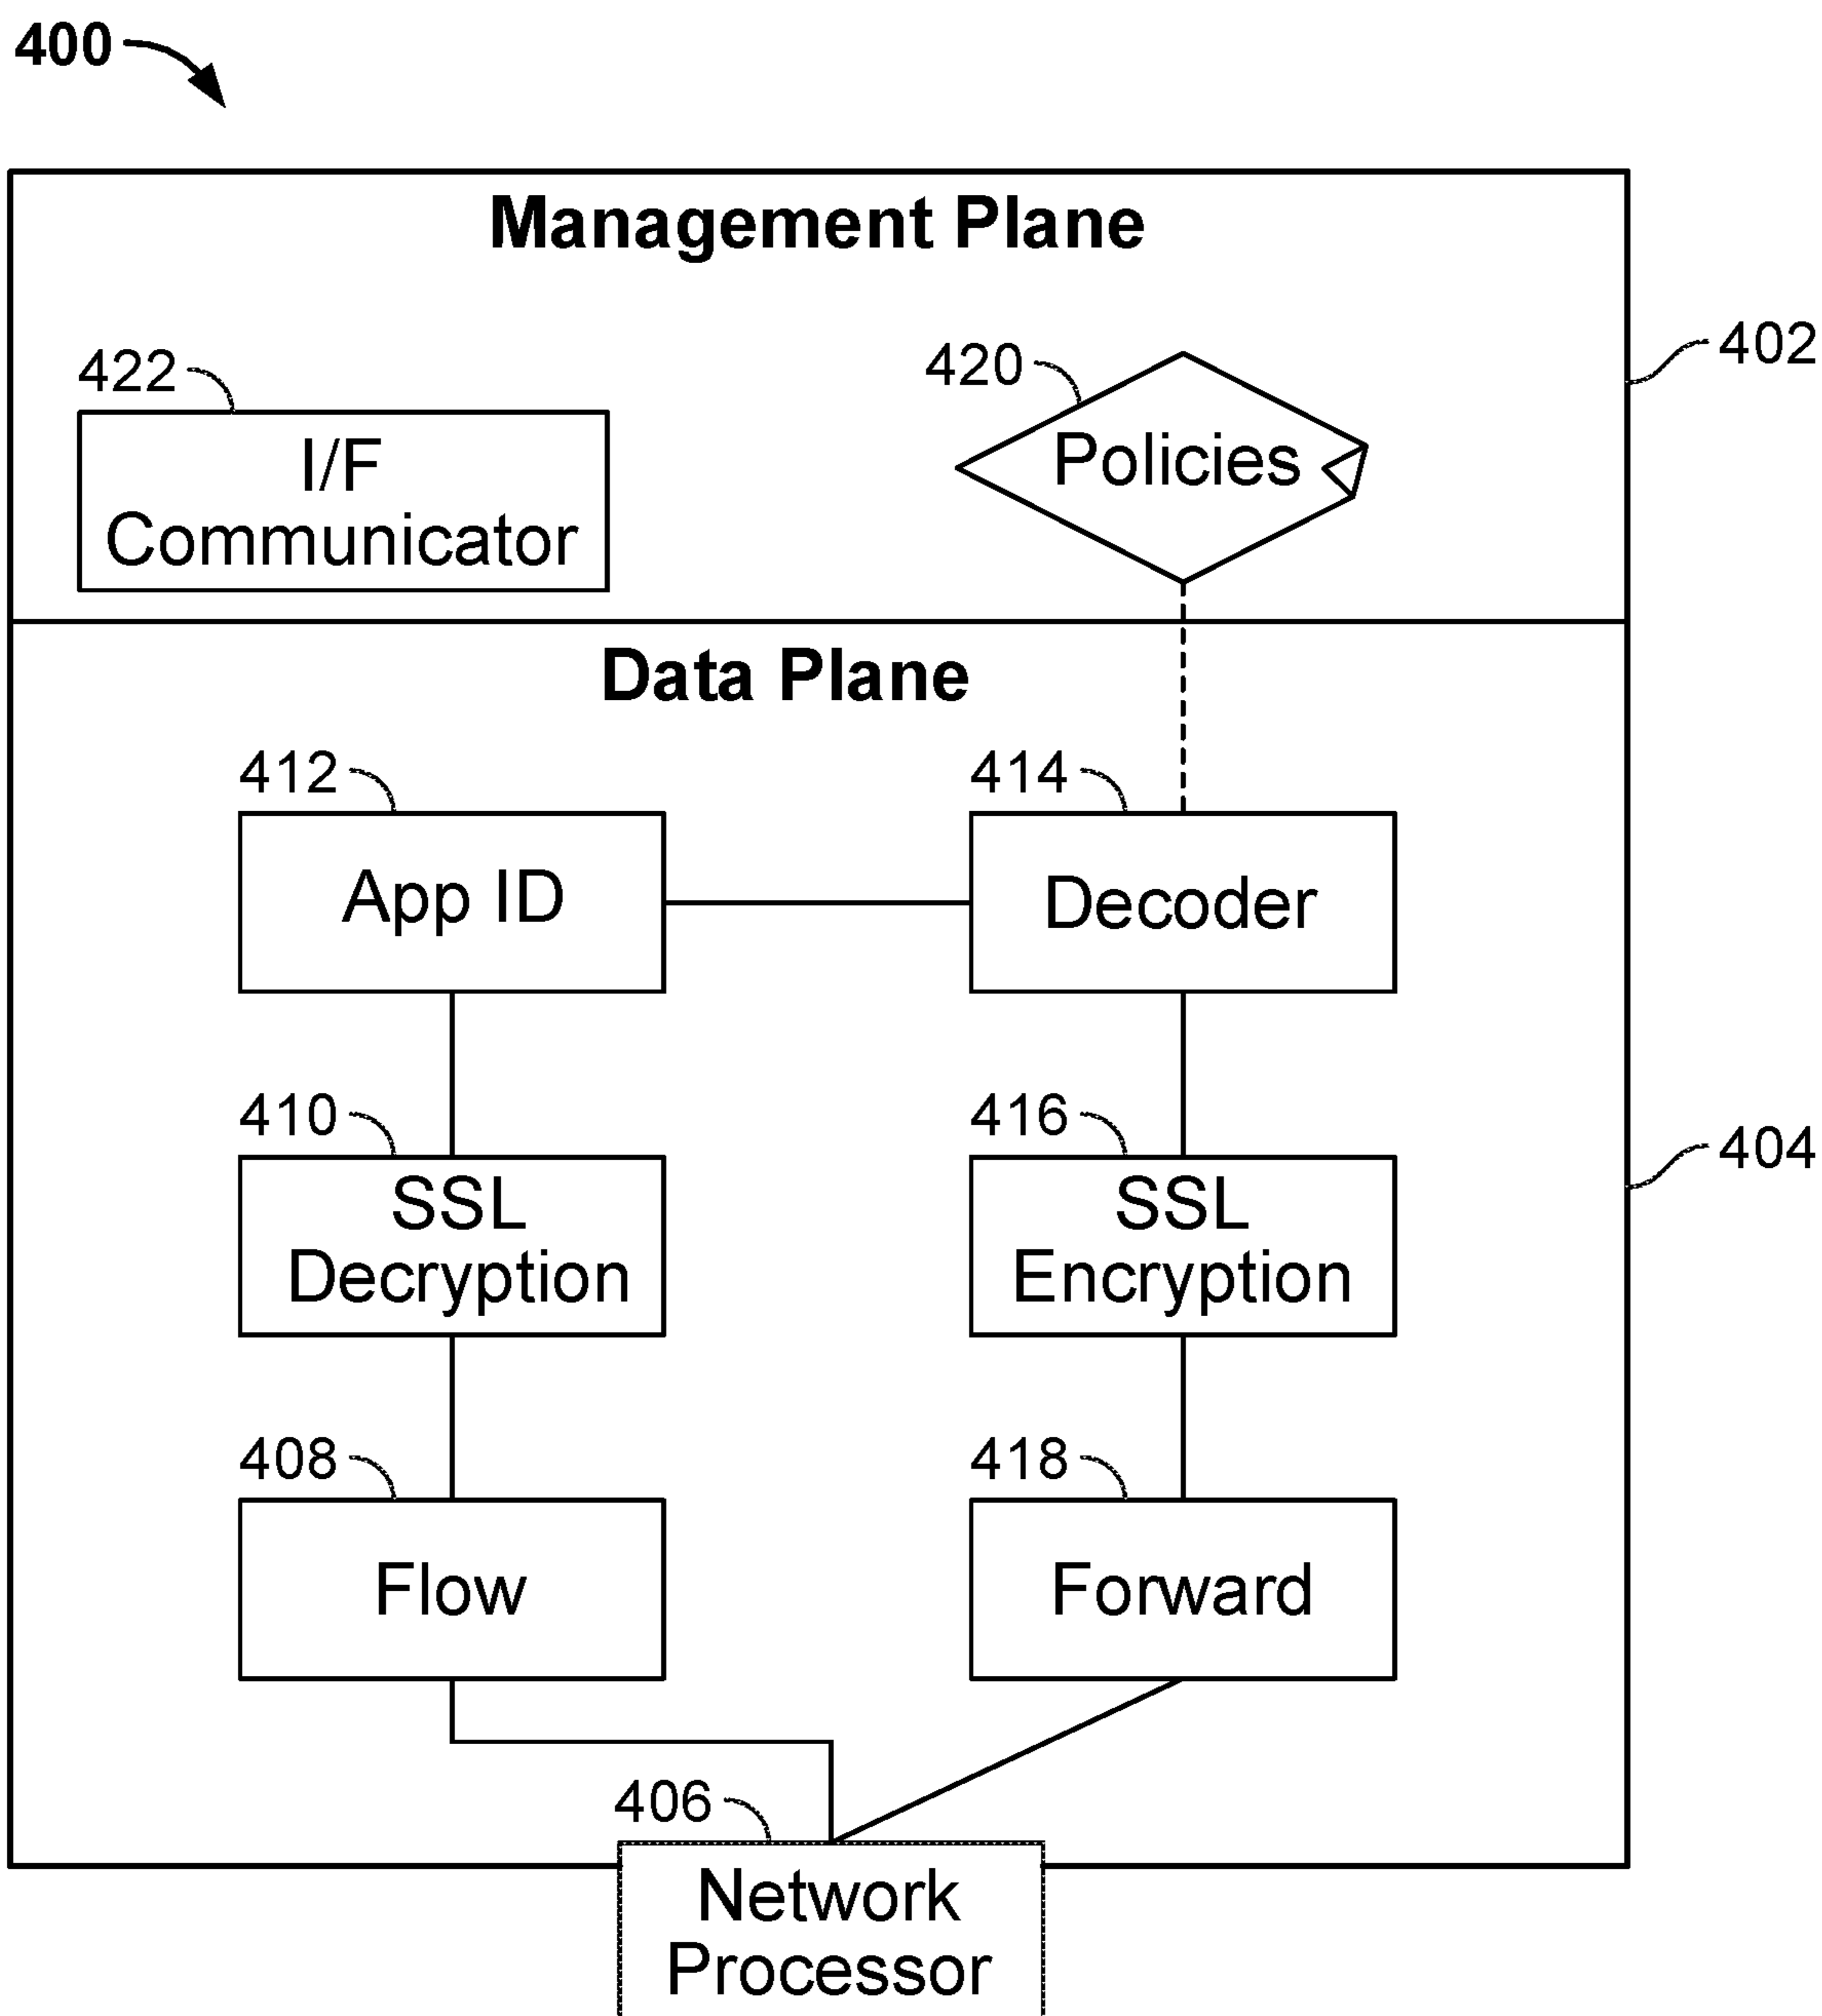 400
Management Plane
402
422
420
I/F
Communicator
Policies
Data Plane
412
414
App ID
Decoder
410
416
404
SSL
Decryption
SSL
Encryption
408
418
Flow
Forward
406
Network
Processor